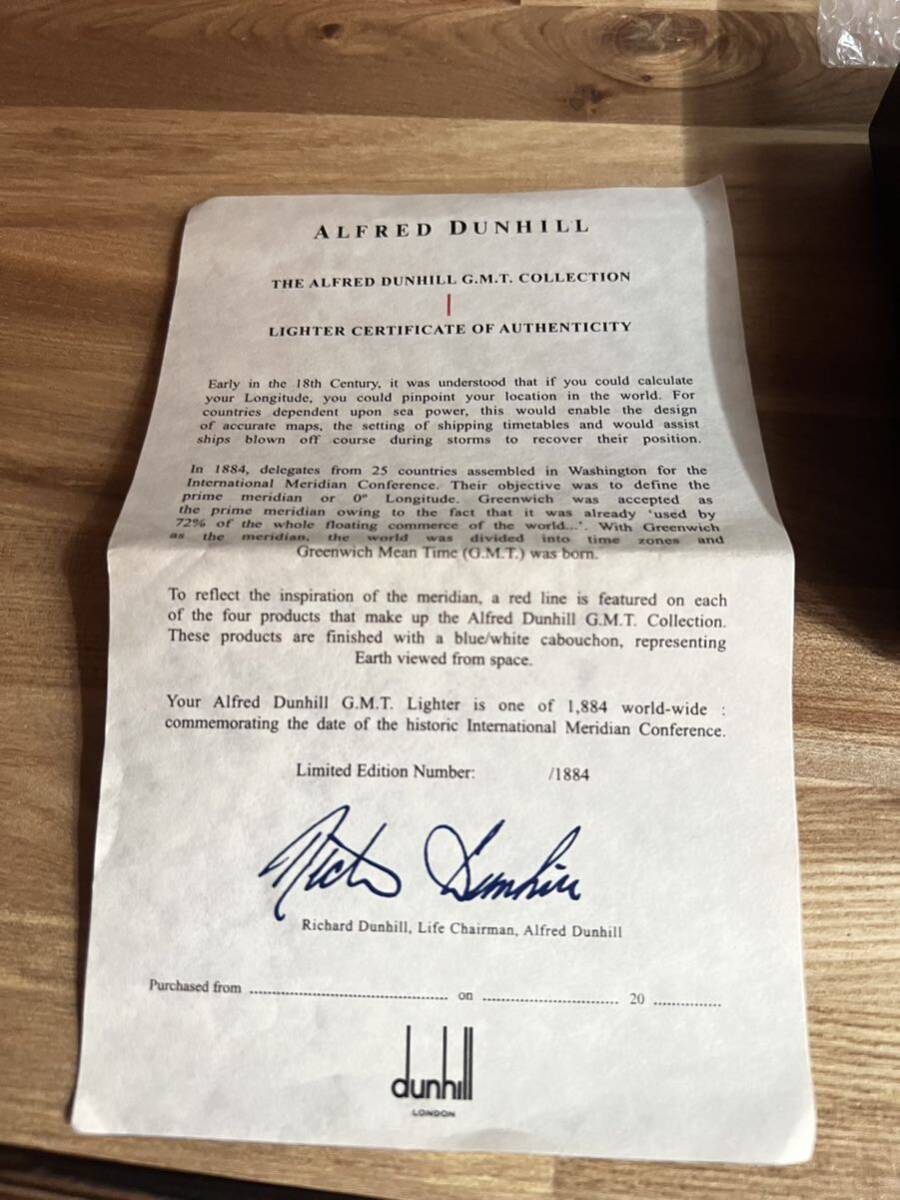 ALFRED DUNHILL
THE ALFRED DUNHILL G.M.T. COLLECTION
LIGHTER CERTIFICATE OF AUTHENTICITY
Early in the 18th Century, it was understood that if you could calculate
your Longitude, you could pinpoint your location in the world. For
countries dependent upon sea power, this would enable the design
of accurate maps, the setting of shipping timetables and would assist
ships blown off course during storms to recover their position.
In 1884, delegates from 25 countries assembled in Washington for the
International Meridian Conference. Their objective was to define the
prime meridian or 0° Longitude. Greenwich was accepted as
the prime meridian owing to the fact that it was already 'used by
72% of the whole floating commerce of the world...'. With Greenwich
as the meridian, the world was divided into time zones and
Greenwich Mean Time (G.M.T.) was born.
To reflect the inspiration of the meridian, a red line is featured on each
of the four products that make up the Alfred Dunhill G.M.T. Collection.
These products are finished with a blue/white cabouchon, representing
Earth viewed from space.
Your Alfred Dunhill G.M.T. Lighter is one of 1,884 world-wide :
commemorating the date of the historic International Meridian Conference.
Limited Edition Number: /1884
Richard Dunhill
Richard Dunhill, Life Chairman, Alfred Dunhill
Purchased from ........................................ on ............................ 20 ..............
dunhill
LONDON